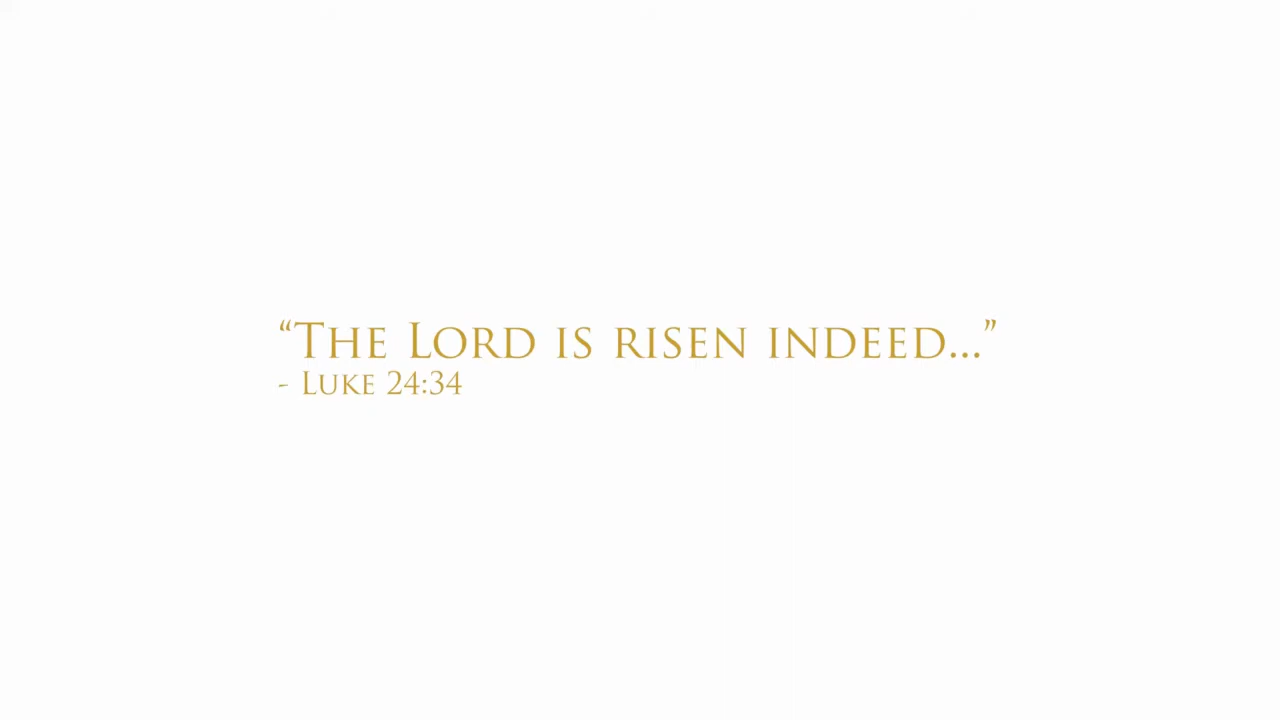 “The Lord is risen indeed...”
- Luke 24:34